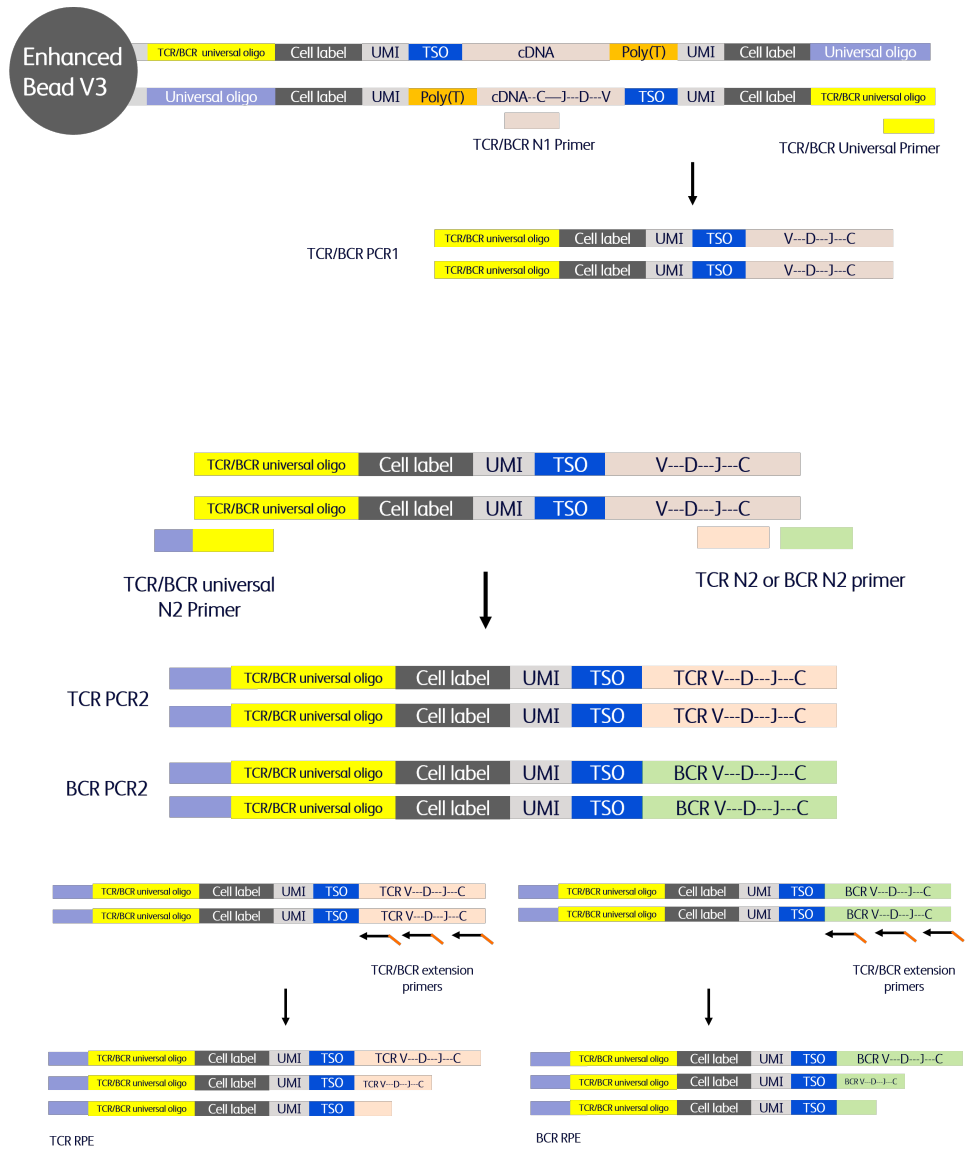 Enhanced
Bead V3
TCR/BCR universal oligo Cell label UMI TSO cDNA Poly(T) UMI Cell label Universal oligo
Universal oligo Cell label UMI Poly(T) cDNA--C—J---D---V TSO UMI Cell label TCR/BCR universal oligo
TCR/BCR N1 Primer
TCR/BCR Universal Primer
TCR/BCR PCR1
TCR/BCR universal oligo Cell label UMI TSO V---D---J---C
TCR/BCR universal oligo Cell label UMI TSO V---D---J---C
TCR/BCR universal oligo Cell label UMI TSO V---D---J---C
TCR/BCR universal oligo Cell label UMI TSO V---D---J---C
TCR/BCR universal
N2 Primer
TCR N2 or BCR N2 primer
TCR PCR2
TCR/BCR universal oligo Cell label UMI TSO TCR V---D---J---C
TCR/BCR universal oligo Cell label UMI TSO TCR V---D---J---C
BCR PCR2
TCR/BCR universal oligo Cell label UMI TSO BCR V---D---J---C
TCR/BCR universal oligo Cell label UMI TSO BCR V---D---J---C
TCR/BCR universal oligo Cell label UMI TSO TCR V---D---J---C
TCR/BCR universal oligo Cell label UMI TSO TCR V---D---J---C
TCR/BCR extension
primers
TCR/BCR universal oligo Cell label UMI TSO TCR V---D---J---C
TCR/BCR universal oligo Cell label UMI TSO TCR V---D---J---C
TCR/BCR universal oligo Cell label UMI TSO
TCR RPE
TCR/BCR universal oligo Cell label UMI TSO BCR V---D---J---C
TCR/BCR universal oligo Cell label UMI TSO BCR V---D---J---C
TCR/BCR extension
primers
TCR/BCR universal oligo Cell label UMI TSO BCR V---D---J---C
TCR/BCR universal oligo Cell label UMI TSO BCR V---D---J---C
TCR/BCR universal oligo Cell label UMI TSO
BCR RPE